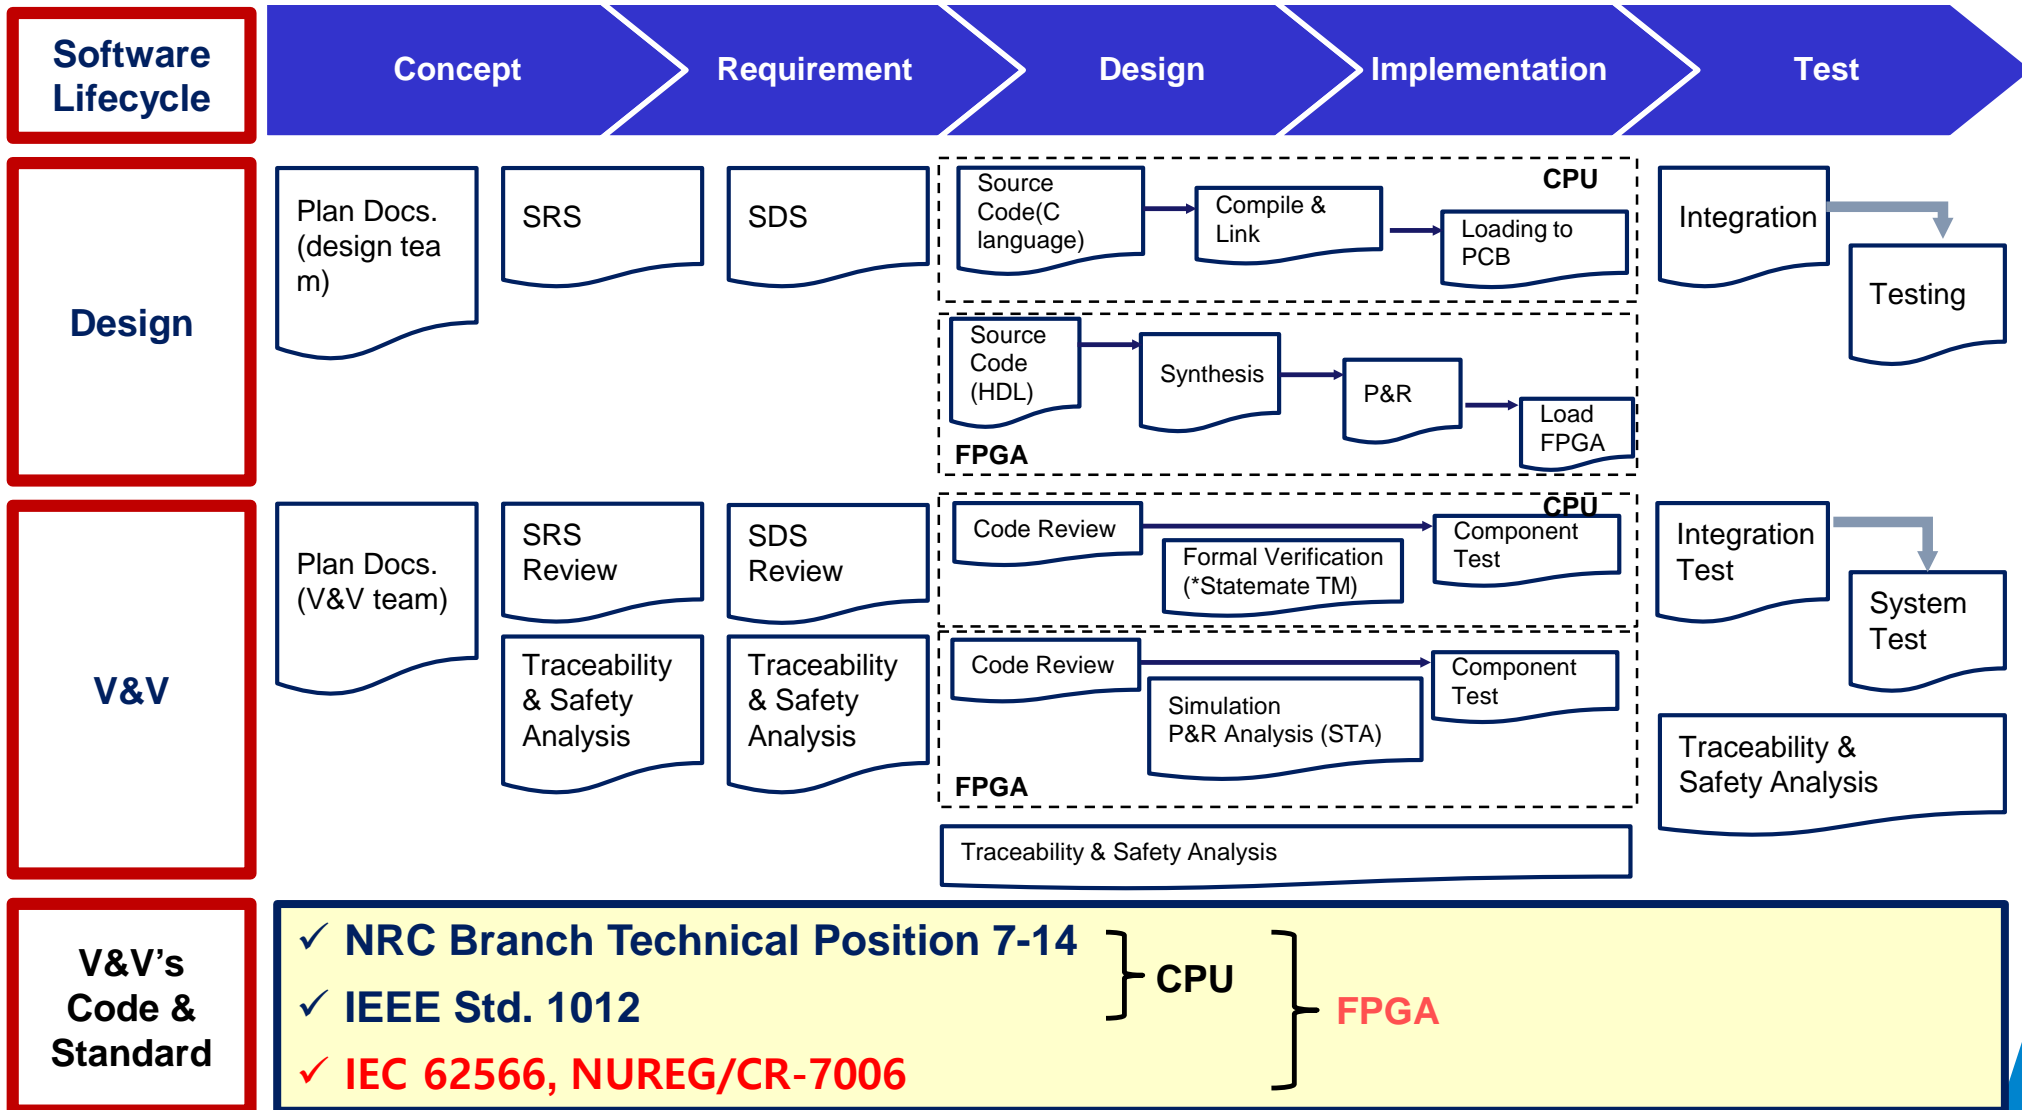 Software
Lifecycle
Concept
Requirement
Design
Implementation
Test
Design
Plan Docs.
(design tea
m)
SRS
SDS
CPU
Source
Code(C
language)
Compile &
Link
Loading to
PCB
Source
Code
(HDL)
Synthesis
P&R
Load
FPGA
FPGA
Integration
Testing
V&V
Plan Docs.
(V&V team)
SRS
Review
SDS
Review
Traceability
& Safety
Analysis
Traceability
& Safety
Analysis
CPU
Code Review
Formal Verification
(*Statemate TM)
Component
Test
Code Review
Simulation
P&R Analysis (STA)
Component
Test
FPGA
Traceability & Safety Analysis
Integration
Test
System
Test
Traceability &
Safety Analysis
V&V’s
Code &
Standard
✓ NRC Branch Technical Position 7-14
✓ IEEE Std. 1012
✓ IEC 62566, NUREG/CR-7006
CPU
FPGA